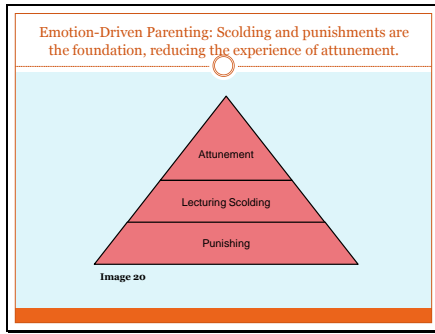 Emotion-Driven Parenting: Scolding and punishments are
the foundation, reducing the experience of attunement.
Attunement
Lecturing Scolding
Punishing
Image 20